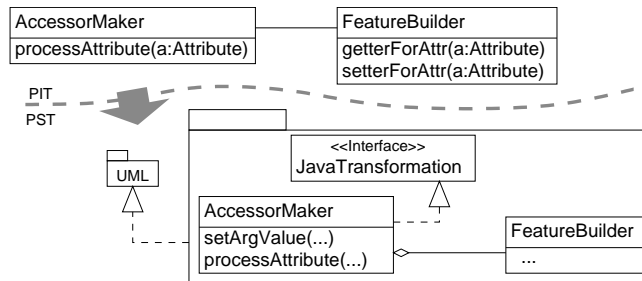 AccessorMaker
processAttribute(a:Attribute)
FeatureBuilder
getterForAttr(a:Attribute)
setterForAttr(a:Attribute)
PIT
PST
<<Interface>>
JavaTransformation
UML
AccessorMaker
setArgValue(...)
processAttribute(...)
FeatureBuilder
...